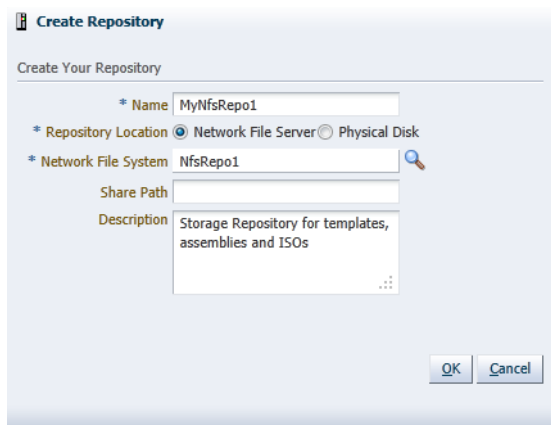 Create Repository
Create Your Repository
* Name MyNfsRepo1
* Repository Location Network File Server Physical Disk
* Network File System NfsRepo1
Share Path
Description Storage Repository for templates,
assemblies and ISOs
OK Cancel